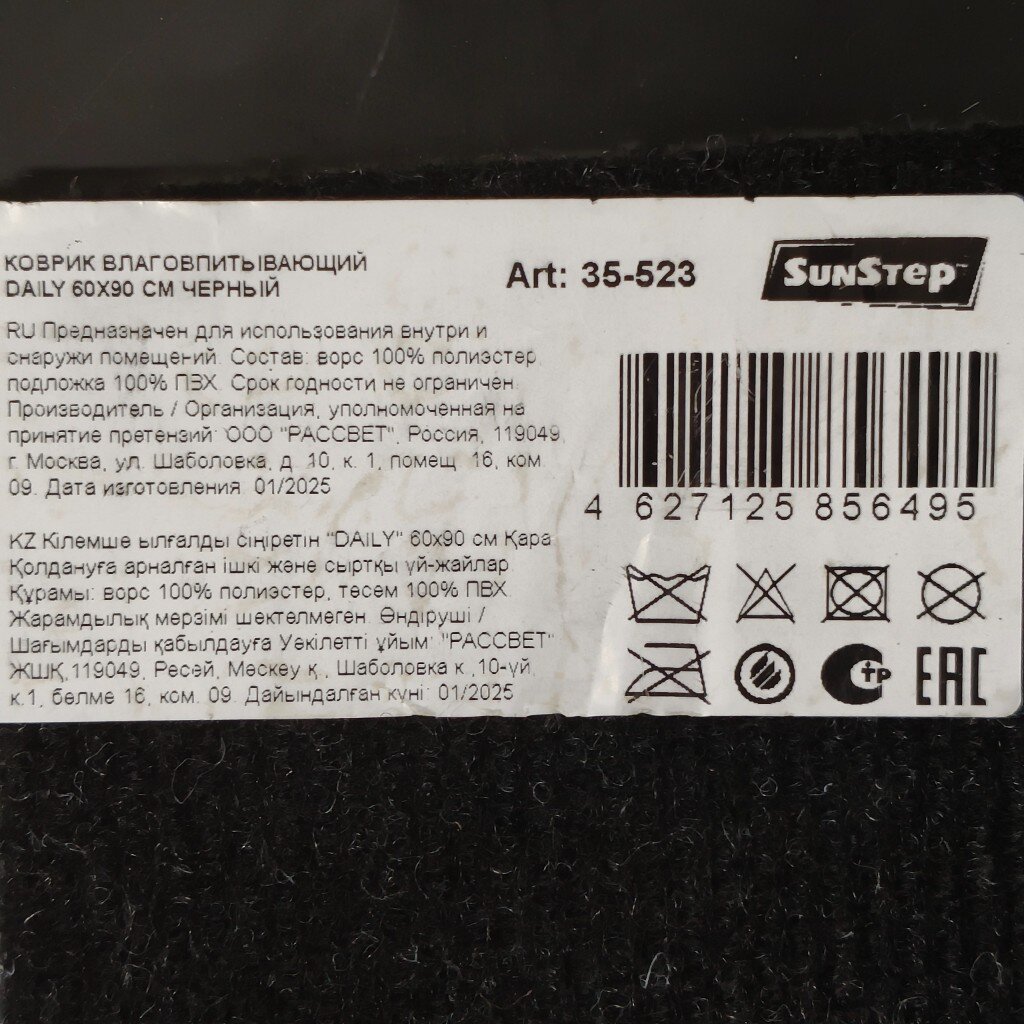 КОВРИК ВЛАГОВПИТЫВАЮЩИЙ
DAILY 60X90 СМ ЧЕРНЫЙ
Art: 35-523
SUNSTEP™
RU Предназначен для использования внутри и
снаружи помещений. Состав: ворс 100% полиэстер,
подложка 100% ПВХ. Срок годности не ограничен.
Производитель / Организация, уполномоченная на
принятие претензий: ООО "РАССВЕТ", Россия, 119049,
г. Москва, ул. Шаболовка, д. 10, к. 1, помещ. 16, ком.
09. Дата изготовления: 01/2025
4 627125 856495
KZ Кілемше ылғалды сіңіретін "DAILY" 60x90 см Қара.
Қолдануға арналған ішкі және сыртқы үй-жайлар.
Құрамы: ворс 100% полиэстер, төсем 100% ПВХ.
Жарамдылық мерзімі шектелмеген. Өндіруші /
Шағымдарды қабылдауға Уәкілетті ұйым: "РАССВЕТ"
ЖШҚ,119049, Ресей, Мәскеу қ., Шаболовка к.,10-үй,
к.1, бөлме 16, ком. 09. Дайындалған күні: 01/2025
тр
EAC